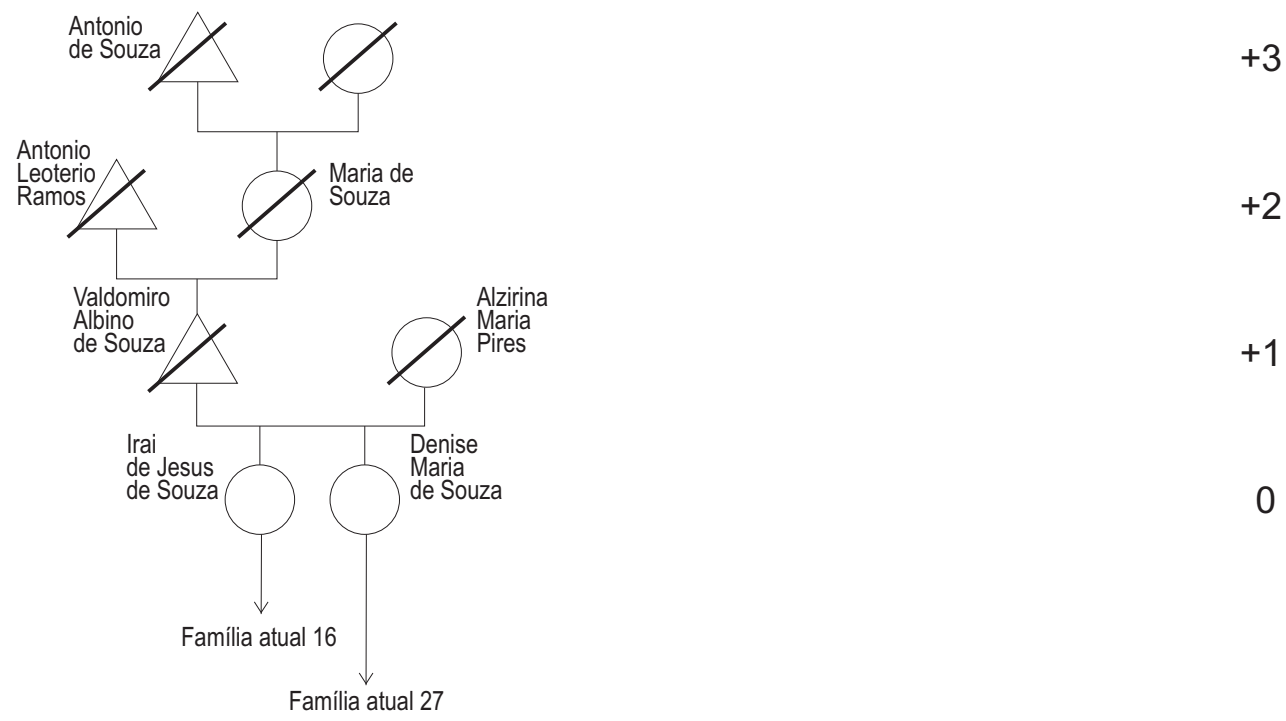 Antonio
de Souza
+3
Antonio
Leoterio
Ramos
Maria de
Souza
+2
Valdomiro
Albino
de Souza
Alzirina
Maria
Pires
+1
Irai
de Jesus
de Souza
Denise
Maria
de Souza
0
Família atual 16
Família atual 27